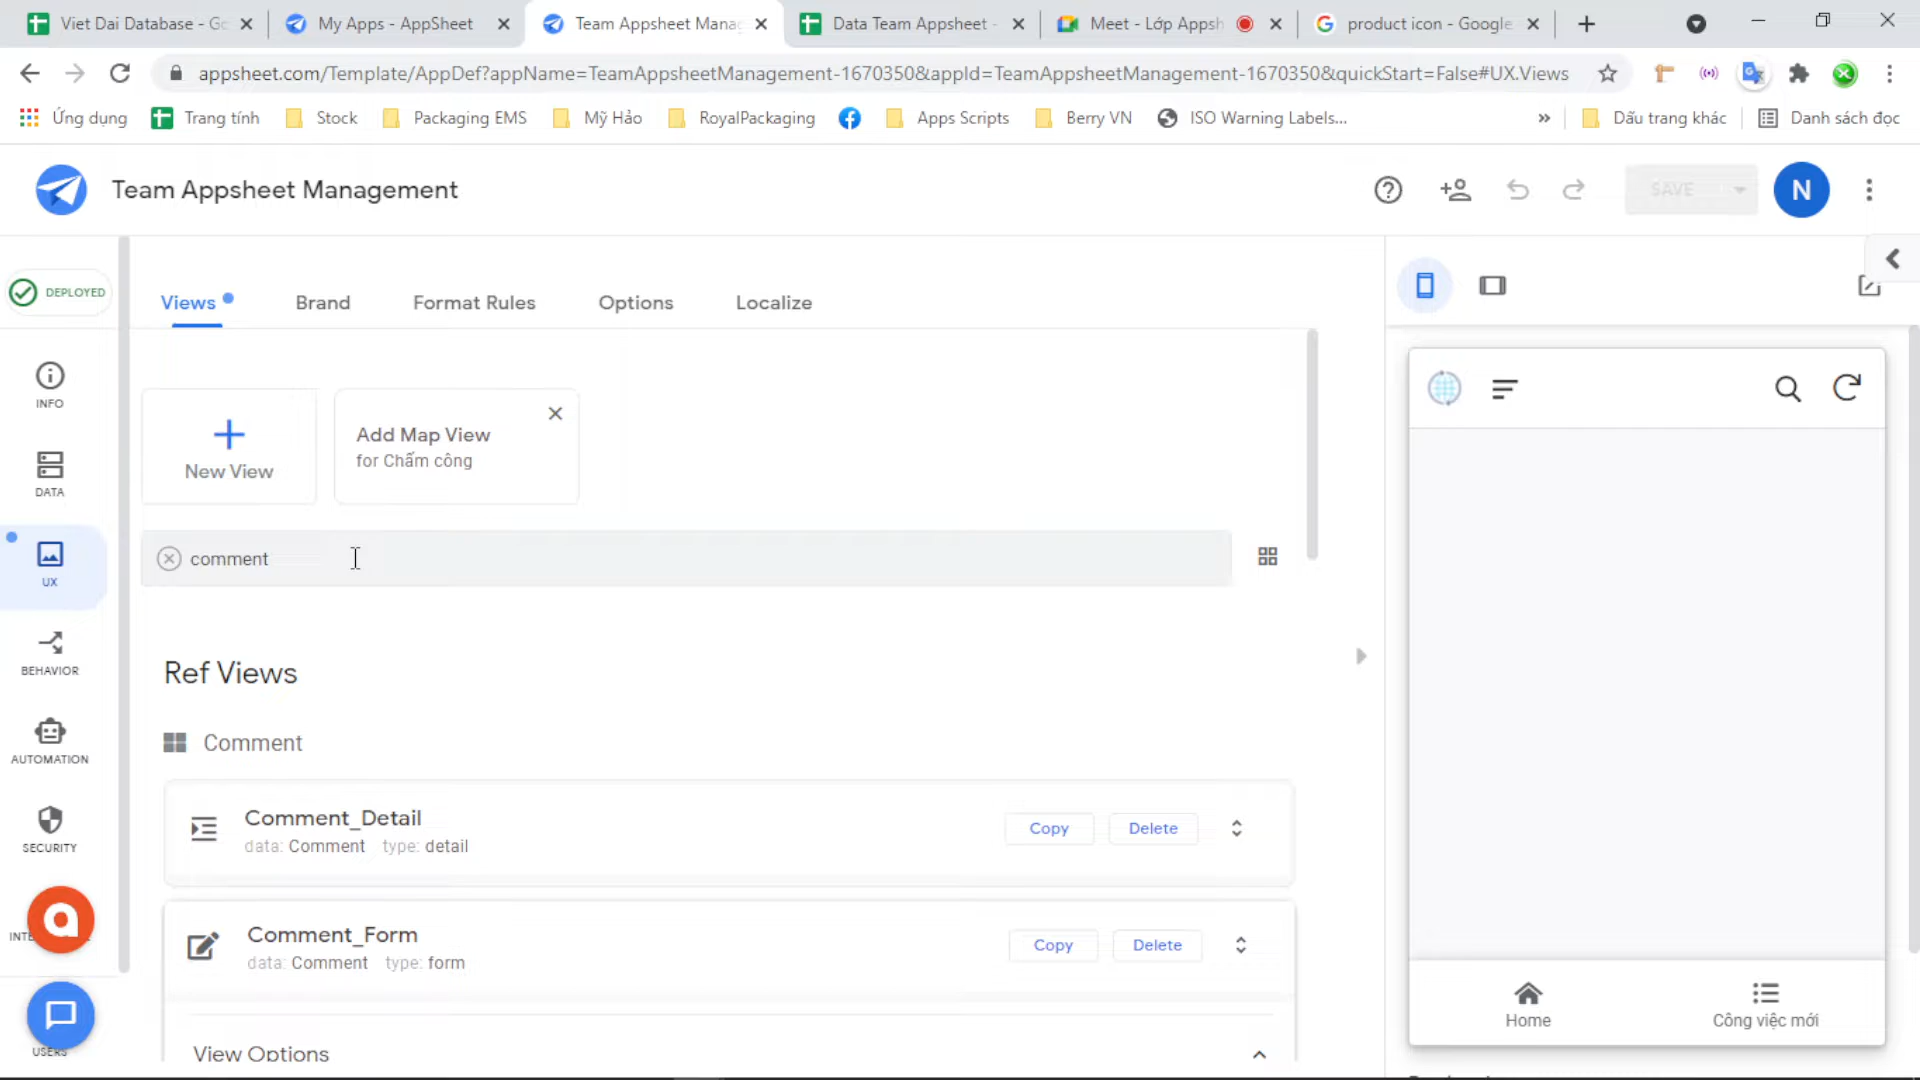 Viet Dai Database - Go
My Apps - AppSheet
Team Appsheet Manag
Data Team Appsheet -
Meet - Lớp Appsh
product icon - Google
appsheet.com/Template/AppDef?appName=TeamAppsheetManagement-1670350&appId=TeamAppsheetManagement-1670350&quickStart=False#UX.Views
Ứng dụng
Trang tính
Stock
Packaging EMS
Mỹ Hảo
RoyalPackaging
Apps Scripts
Berry VN
ISO Warning Labels...
»
Dấu trang khác
Danh sách đọc
Team Appsheet Management
SAVE
N
DEPLOYED
Views
Brand
Format Rules
Options
Localize
INFO
DATA
UX
BEHAVIOR
AUTOMATION
SECURITY
USERS
New View
Add Map View
for Chấm công
comment
Ref Views
Comment
Comment_Detail
data: Comment type: detail
Copy
Delete
Comment_Form
data: Comment type: form
Copy
Delete
View Options
Home
Công việc mới